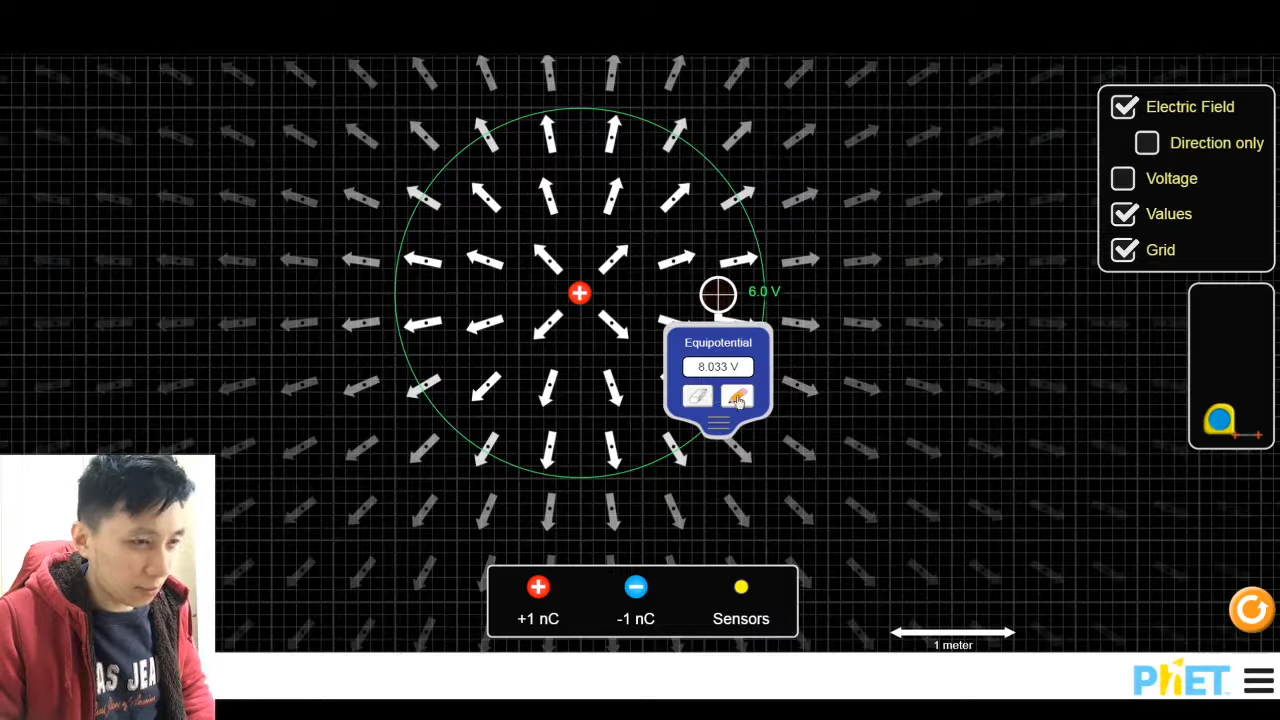 Electric Field
Direction only
Voltage
Values
Grid
6.0 V
Equipotential
8.033 V
+1 nC
-1 nC
Sensors
1 meter
PhET
AS JEA